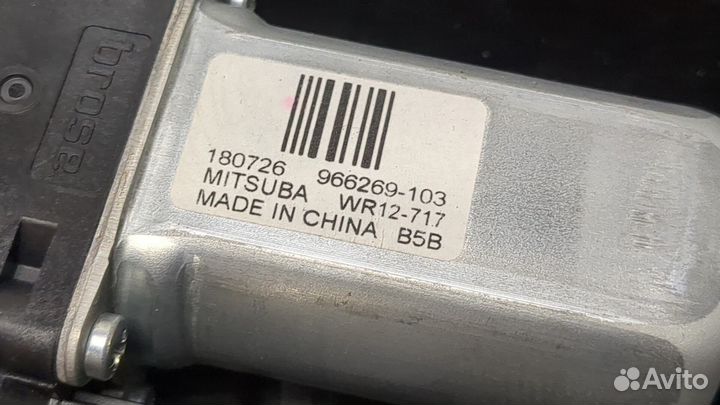 brose
180726 966269-103
MITSUBA WR12-717
MADE IN CHINA B5B
Avito